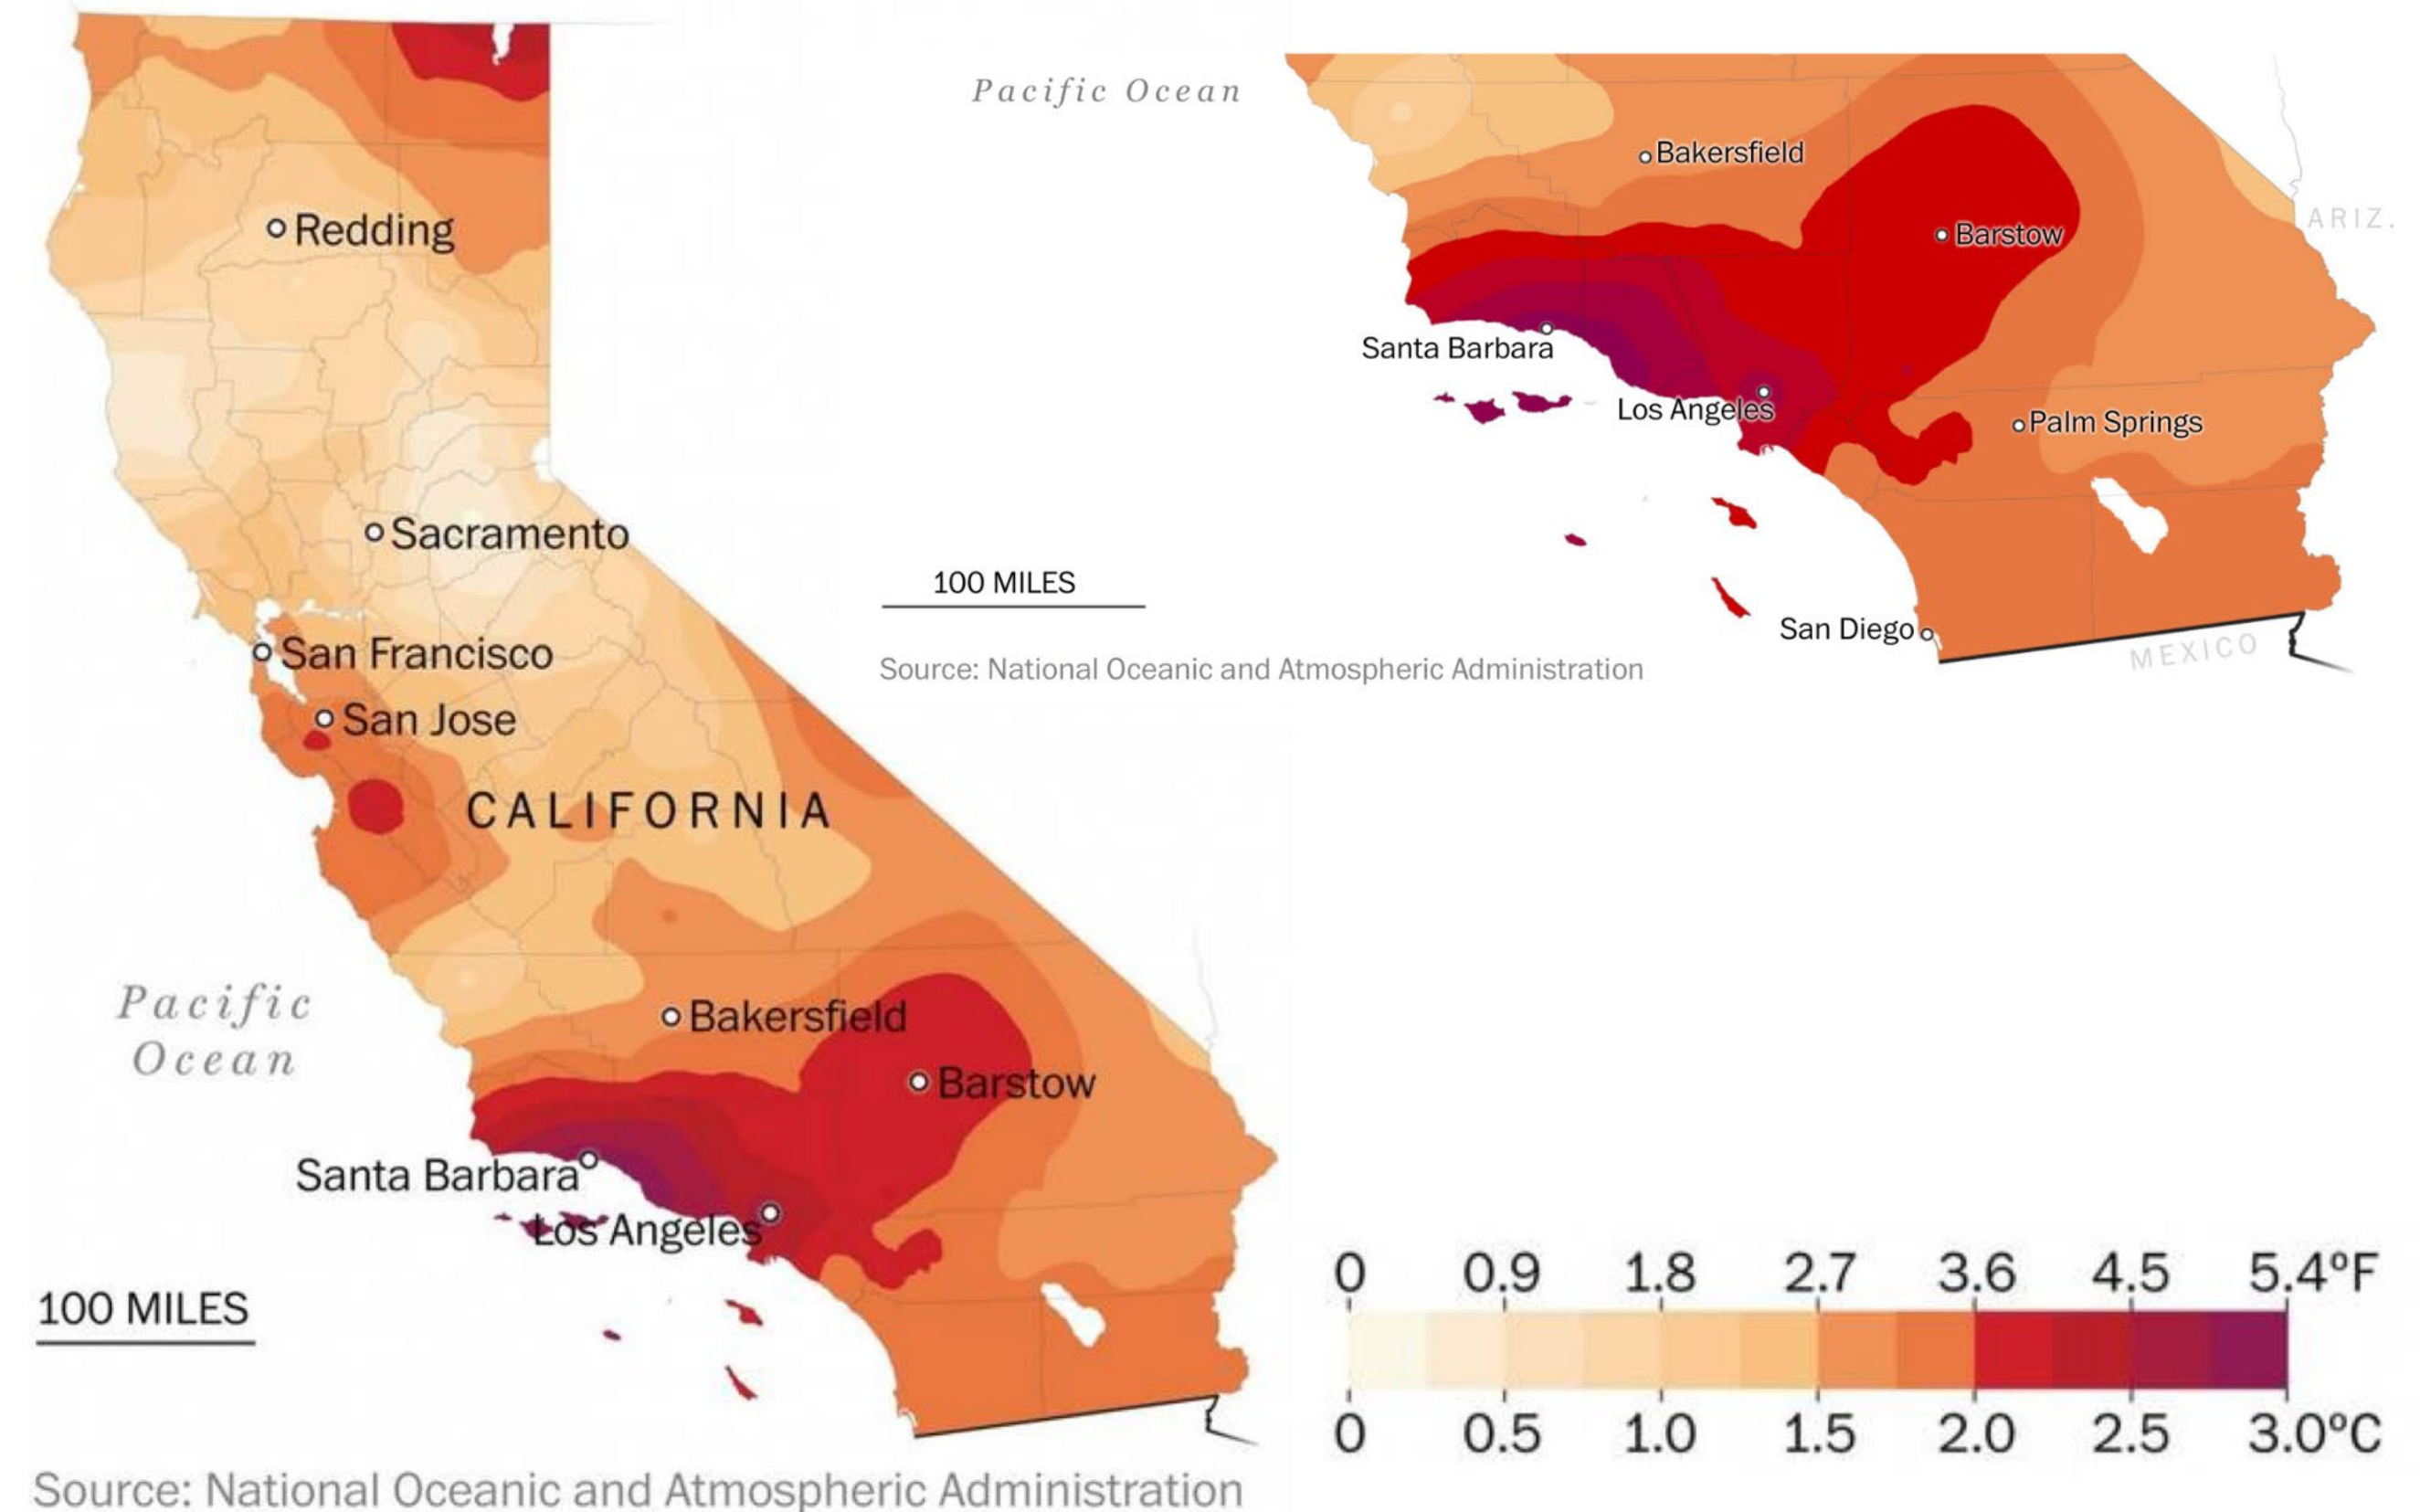 Redding
Sacramento
San Francisco
San Jose
CALIFORNIA
Pacific
Ocean
Bakersfield
Barstow
Santa Barbara
Los Angeles
100 MILES
Source: National Oceanic and Atmospheric Administration
Pacific Ocean
Bakersfield
Barstow
ARIZ.
Santa Barbara
Los Angeles
Palm Springs
100 MILES
San Diego
MEXICO
Source: National Oceanic and Atmospheric Administration
0 0.9 1.8 2.7 3.6 4.5 5.4ºF
0 0.5 1.0 1.5 2.0 2.5 3.0ºC